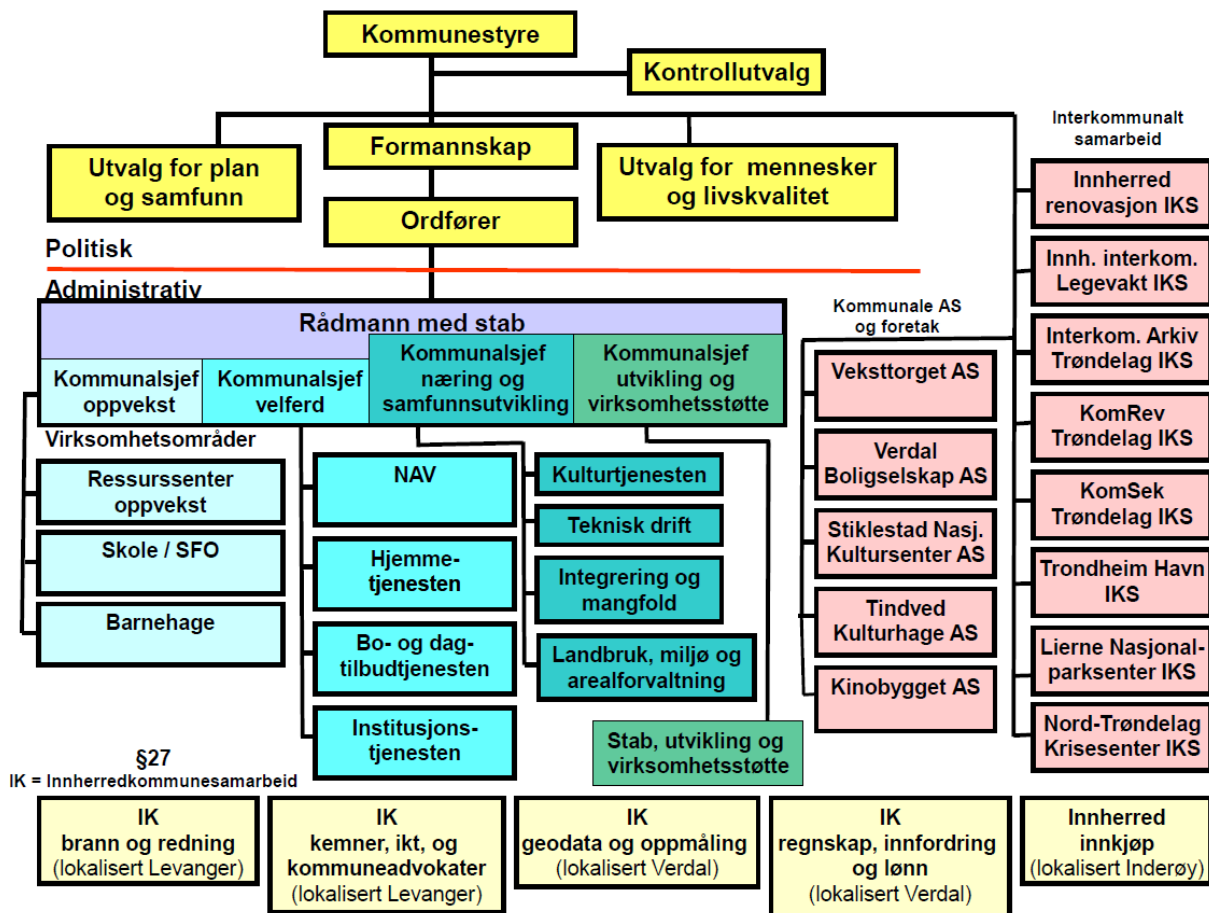 Kommunestyre
Kontrollutvalg
Interkommunalt
samarbeid
Utvalg for plan
og samfunn
Formannskap
Utvalg for  mennesker
og livskvalitet
Ordfører
Politisk
Administrativ
Rådmann med stab
Kommunalsjef
oppvekst
Kommunalsjef
velferd
Kommunalsjef
næring og
samfunnsutvikling
Kommunalsjef
utvikling og
virksomhetsstøtte
Virksomhetsområder
Ressurssenter
oppvekst
Skole / SFO
Barnehage
NAV
Hjemme-
tjenesten
Bo- og dag-
tilbudtjenesten
Institusjons-
tjenesten
Kulturtjenesten
Teknisk drift
Integrering og
mangfold
Landbruk, miljø og
arealforvaltning
Stab, utvikling og
virksomhetsstøtte
Kommunale AS
og foretak
Veksttorget AS
Verdal
Boligselskap AS
Stiklestad Nasj.
Kultursenter AS
Tindved
Kulturhage AS
Kinobygget AS
Innherred
renovasjon IKS
Innh. interkom.
Legevakt IKS
Interkom. Arkiv
Trøndelag IKS
KomRev
Trøndelag IKS
KomSek
Trøndelag IKS
Trondheim Havn
IKS
Lierne Nasjonal-
parksenter IKS
Nord-Trøndelag
Krisesenter IKS
§27
IK = Innherredkommunesamarbeid
IK
brann og redning
(lokalisert Levanger)
IK
kemner, ikt, og
kommuneadvokater
(lokalisert Levanger)
IK
geodata og oppmåling
(lokalisert Verdal)
IK
regnskap, innfordring
og lønn
(lokalisert Verdal)
Innherred
innkjøp
(lokalisert Inderøy)